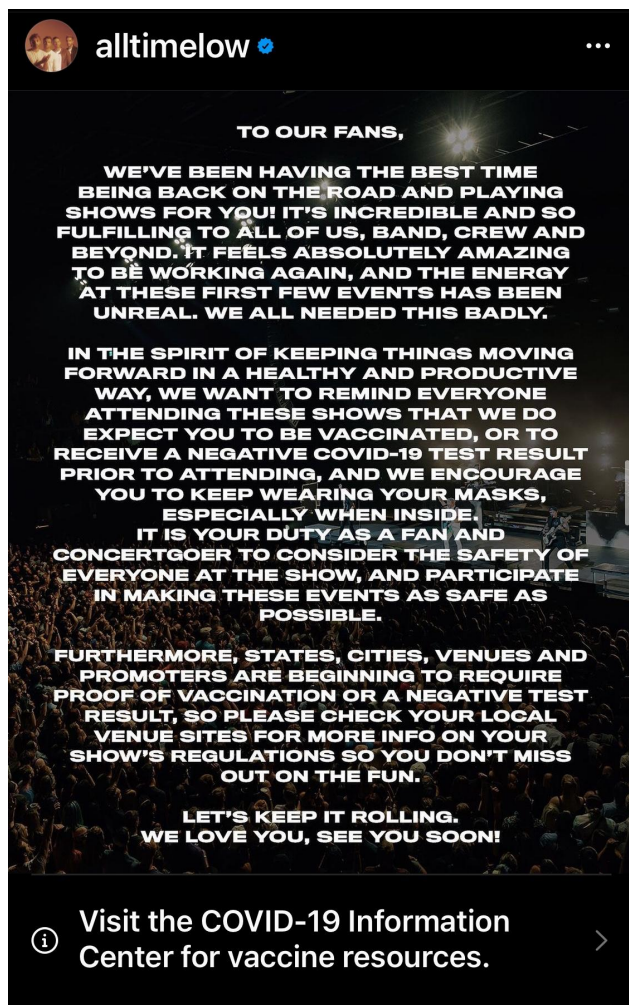 alltimelow
TO OUR FANS,
WE'VE BEEN HAVING THE BEST TIME
BEING BACK ON THE ROAD AND PLAYING
SHOWS FOR YOU! IT'S INCREDIBLE AND SO
FULFILLING TO ALL OF US, BAND, CREW AND
BEYOND. IT FEELS ABSOLUTELY AMAZING
TO BE WORKING AGAIN, AND THE ENERGY
AT THESE FIRST FEW EVENTS HAS BEEN
UNREAL. WE ALL NEEDED THIS BADLY.
IN THE SPIRIT OF KEEPING THINGS MOVING
FORWARD IN A HEALTHY AND PRODUCTIVE
WAY, WE WANT TO REMIND EVERYONE
ATTENDING THESE SHOWS THAT WE DO
EXPECT YOU TO BE VACCINATED, OR TO
RECEIVE A NEGATIVE COVID-19 TEST RESULT
PRIOR TO ATTENDING, AND WE ENCOURAGE
YOU TO KEEP WEARING YOUR MASKS,
ESPECIALLY WHEN INSIDE.
IT IS YOUR DUTY AS A FAN AND
CONCERTGOER TO CONSIDER THE SAFETY OF
EVERYONE AT THE SHOW, AND PARTICIPATE
IN MAKING THESE EVENTS AS SAFE AS
POSSIBLE.
FURTHERMORE, STATES, CITIES, VENUES AND
PROMOTERS ARE BEGINNING TO REQUIRE
PROOF OF VACCINATION OR A NEGATIVE TEST
RESULT, SO PLEASE CHECK YOUR LOCAL
VENUE SITES FOR MORE INFO ON YOUR
SHOW'S REGULATIONS SO YOU DON'T MISS
OUT ON THE FUN.
LET'S KEEP IT ROLLING.
WE LOVE YOU, SEE YOU SOON!
Visit the COVID-19 Information
Center for vaccine resources.